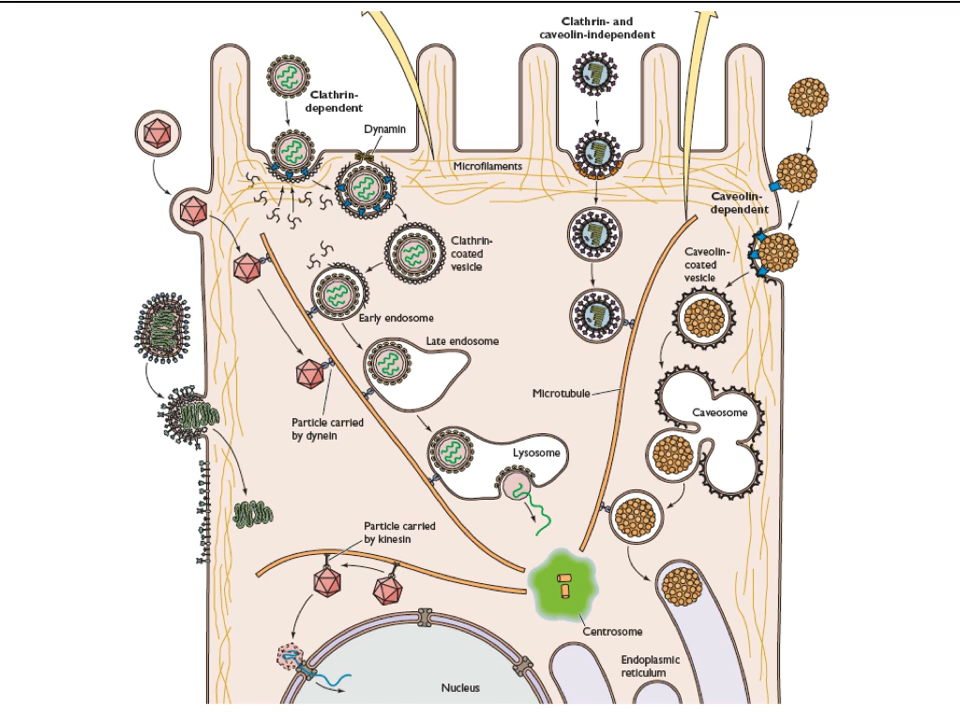 Clathrin- and
caveolin-independent
Clathrin-
dependent
Dynamin
Microfilaments
Caveolin-
dependent
Clathrin-
coated
vesicle
Caveolin-
coated
vesicle
Early endosome
Late endosome
Microtubule
Caveosome
Particle carried
by dynein
Lysosome
Particle carried
by kinesin
Centrosome
Endoplasmic
reticulum
Nucleus